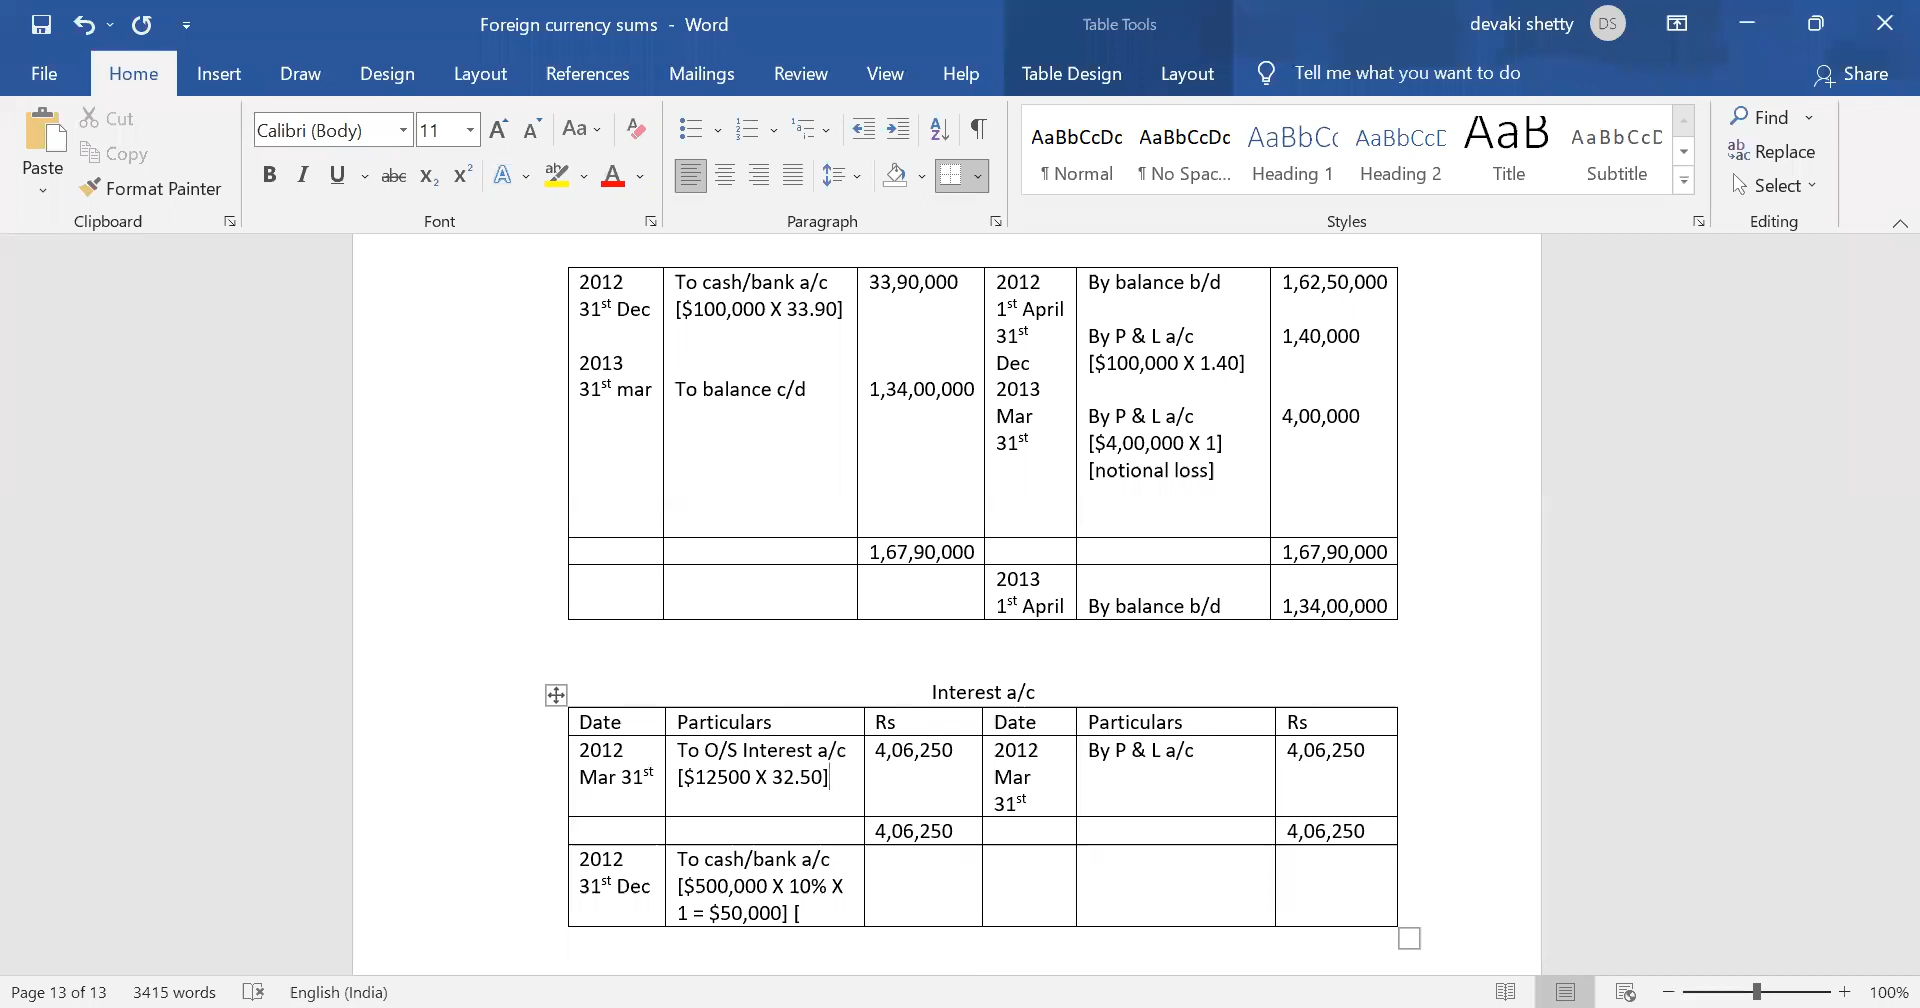 Foreign currency sums - Word
Table Tools
devaki shetty
DS
File
Home
Insert
Draw
Design
Layout
References
Mailings
Review
View
Help
Table Design
Layout
Tell me what you want to do
Share
Paste
Cut
Copy
Format Painter
Clipboard
Calibri (Body)
11
Font
Paragraph
AaBbCcDc
¶ Normal
AaBbCcDc
¶ No Spac...
AaBbCc
Heading 1
AaBbCcD
Heading 2
AaB
Title
AaBbCcD
Subtitle
Styles
Find
Replace
Select
Editing
2012
31st Dec
2013
31st mar
To cash/bank a/c
[$100,000 X 33.90]
To balance c/d
33,90,000
1,34,00,000
2012
1st April
31st
Dec
2013
Mar
31st
By balance b/d
By P & L a/c
[$100,000 X 1.40]
By P & L a/c
[$4,00,000 X 1]
[notional loss]
1,62,50,000
1,40,000
4,00,000
1,67,90,000
1,67,90,000
2013
1st April
By balance b/d
1,34,00,000
Interest a/c
Date
Particulars
Rs
Date
Particulars
Rs
2012
Mar 31st
To O/S Interest a/c
[$12500 X 32.50]
4,06,250
2012
Mar
31st
By P & L a/c
4,06,250
4,06,250
4,06,250
2012
31st Dec
To cash/bank a/c
[$500,000 X 10% X
1 = $50,000] [
Page 13 of 13
3415 words
English (India)
100%